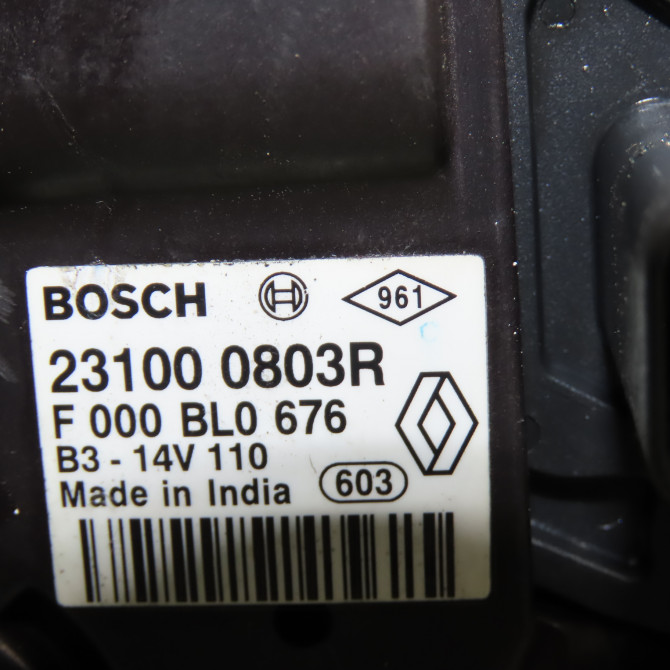 BOSCH 961
23100 0803R
F 000 BL0 676
B3 - 14V 110
Made in India 603